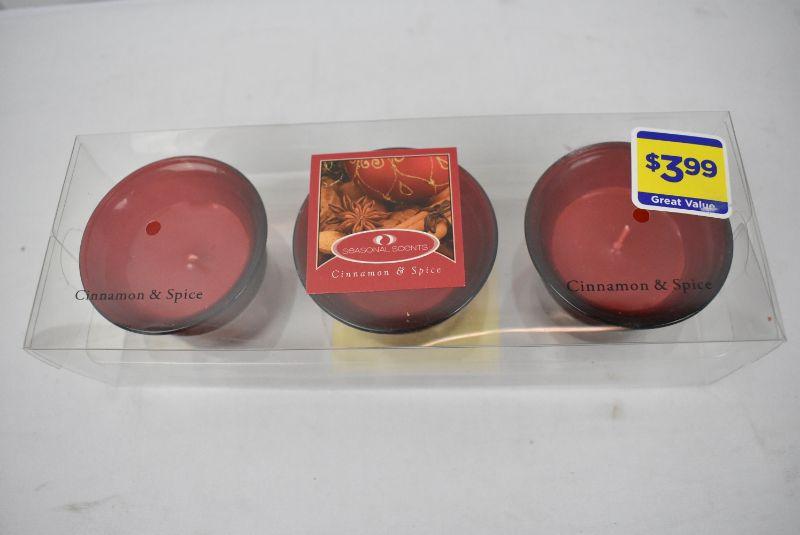 $3.99
Great Value
SEASONAL SCENTS
Cinnamon & Spice
Cinnamon & Spice
Cinnamon & Spice